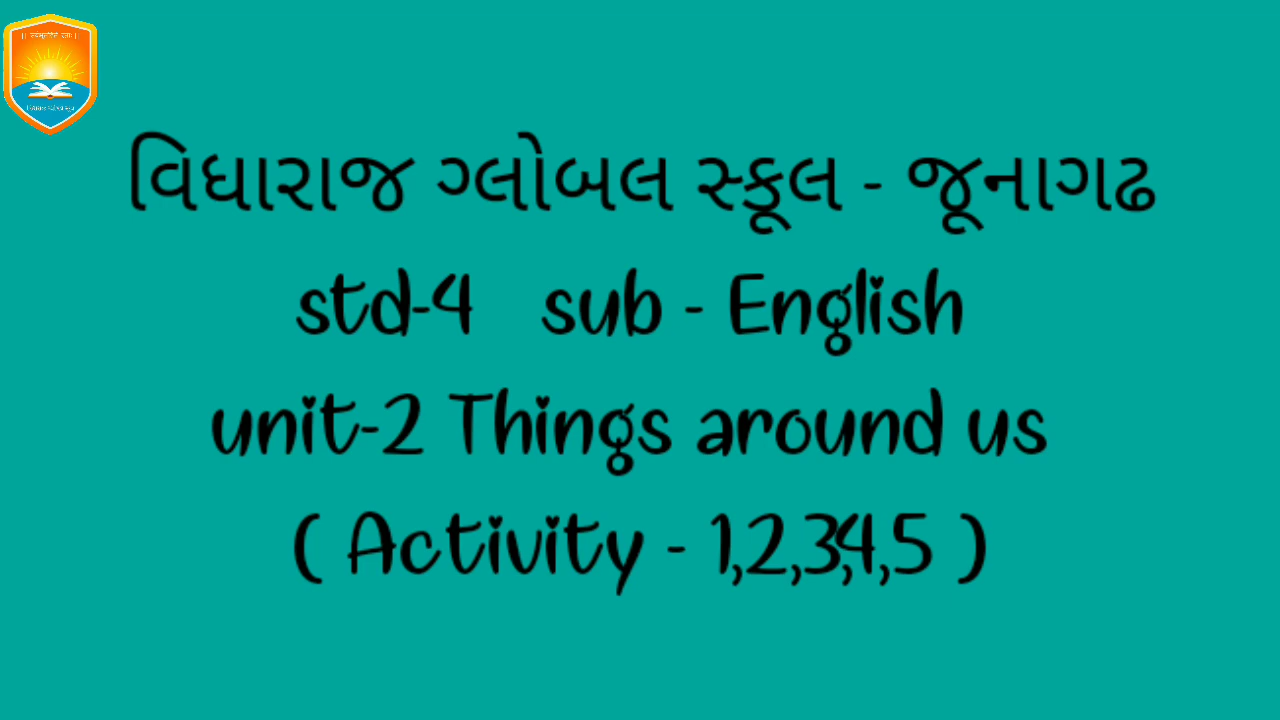 વિધારાજ ગ્લોબલ સ્કૂલ - જૂનાગઢ
std-4 sub - English
unit-2 Things around us
( Activity - 1,2,3,4,5 )